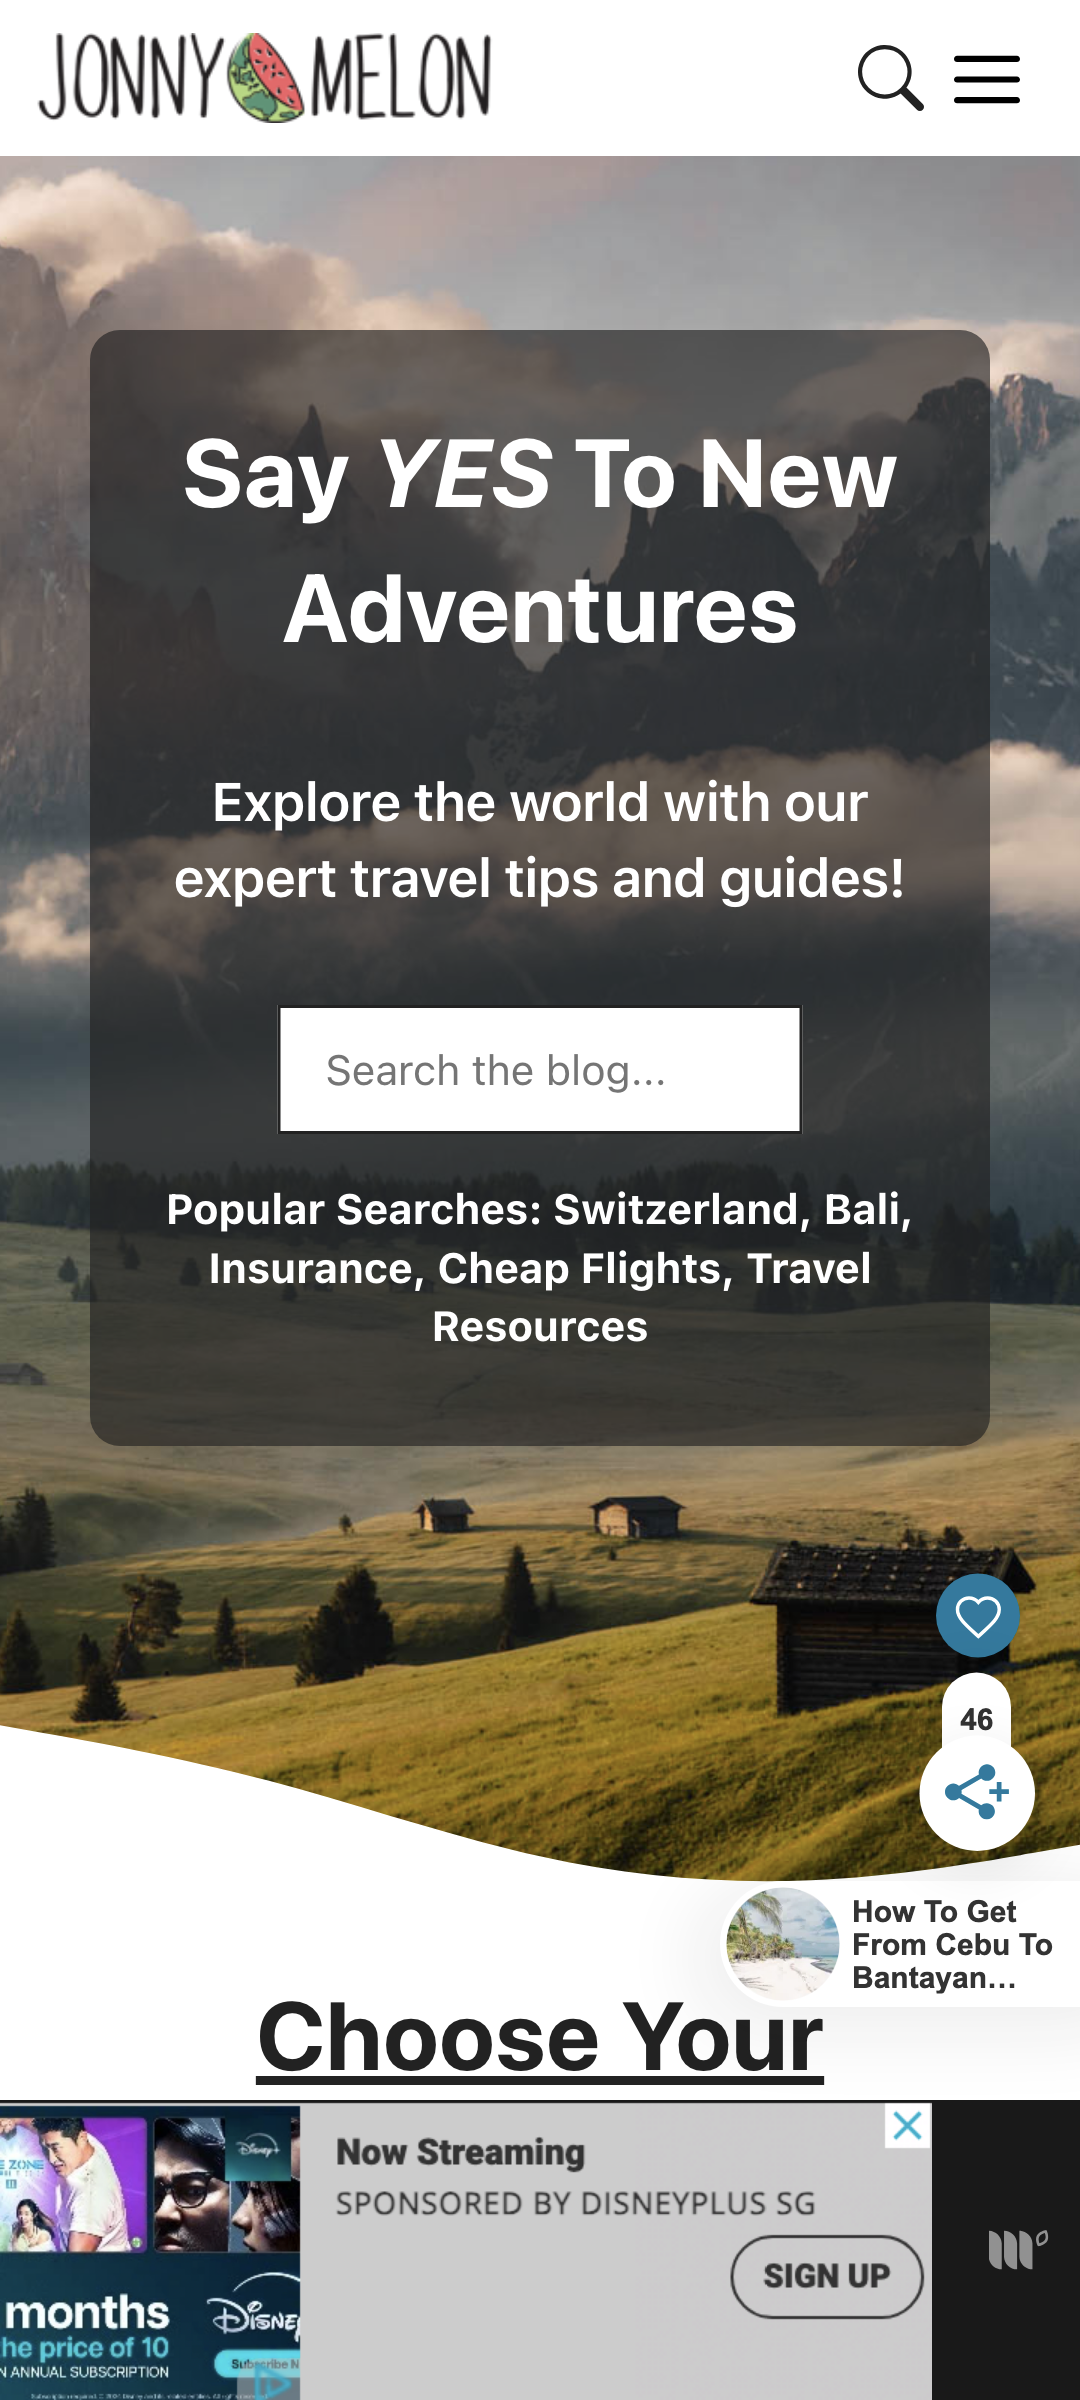 JONNY MELON
Say YES To New
Adventures
Explore the world with our
expert travel tips and guides!
Search the blog...
Popular Searches: Switzerland, Bali,
Insurance, Cheap Flights, Travel
Resources
46
How To Get
From Cebu To
Bantayan...
Choose Your
Now Streaming
SPONSORED BY DISNEYPLUS SG
SIGN UP
ZONE
Disney+
months
he price of 10
N ANNUAL SUBSCRIPTION
DISNE
Subscribe N